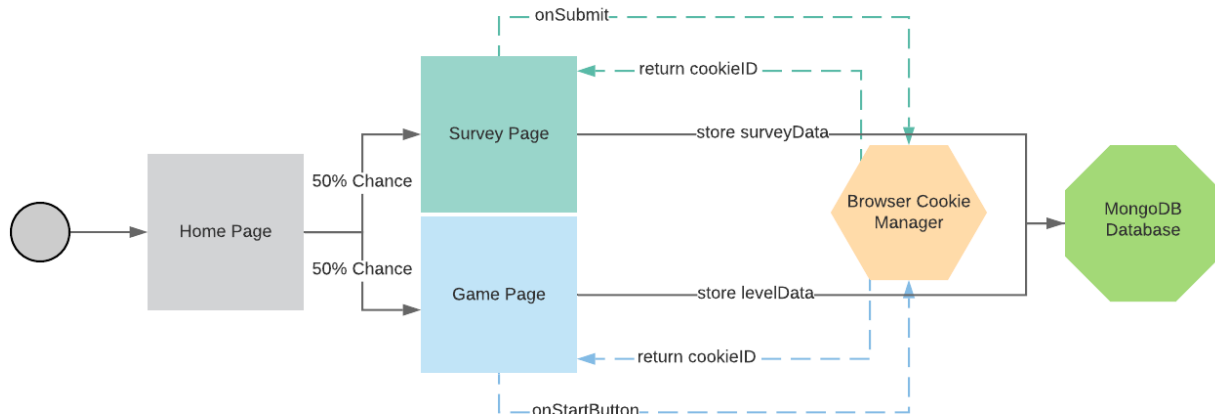 onSubmit
return cookieID
Survey Page
store surveyData
50% Chance
Home Page
Browser Cookie
Manager
MongoDB
Database
50% Chance
Game Page
store levelData
return cookieID
onStartButton